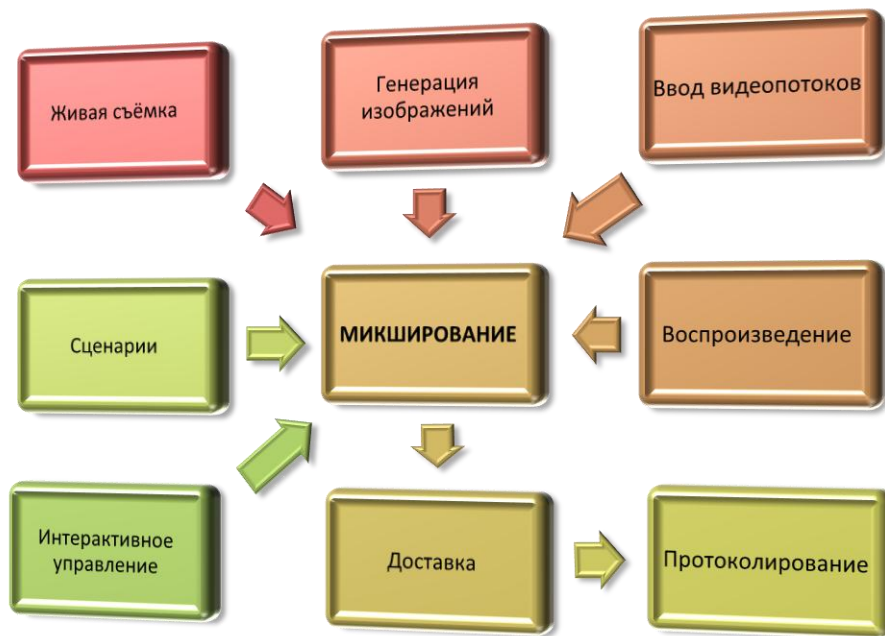 Живая съёмка
Генерация
изображений
Ввод видеопотоков
Сценарии
МИКШИРОВАНИЕ
Воспроизведение
Интерактивное
управление
Доставка
Протоколирование